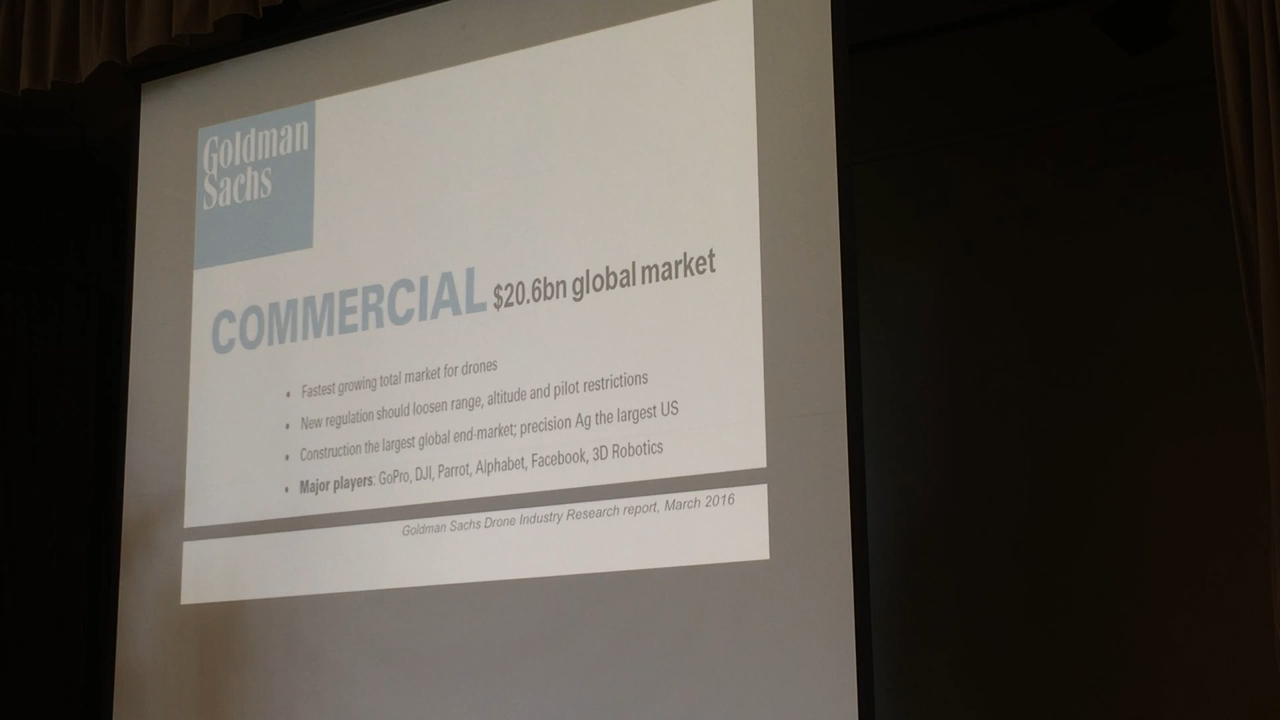 Goldman
Sachs
COMMERCIAL $20.6bn global market
• Fastest growing total market for drones
• New regulation should loosen range, altitude and pilot restrictions
• Construction the largest global end-market; precision Ag the largest US
• Major players: GoPro, DJI, Parrot, Alphabet, Facebook, 3D Robotics
Goldman Sachs Drone Industry Research report, March 2016